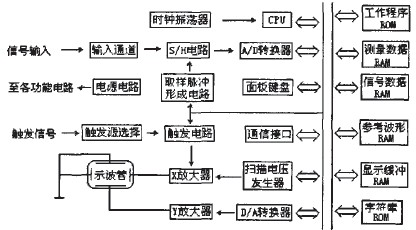 时钟振荡器
CPU
工作程序
ROM
信号输入
输入通道
S/H电路
A/D转换器
测量数据
RAM
至各功能电路
电源电路
取样脉冲
形成电路
面板键盘
信号数据
RAM
触发信号
触发源选择
触发电路
通信接口
参考波形
RAM
示波管
X放大器
扫描电压
发生器
显示缓冲
RAM
Y放大器
D/A转换器
字符库
ROM